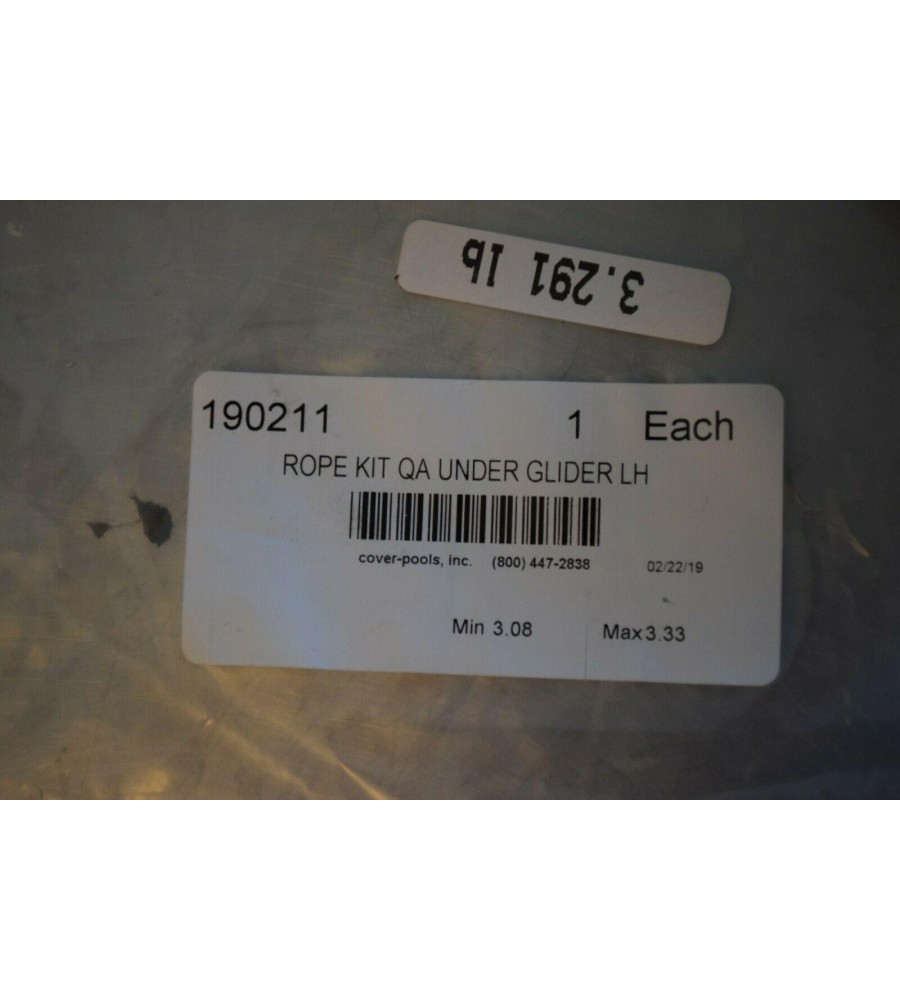 3.291 lb
190211 1 Each
ROPE KIT QA UNDER GLIDER LH
cover-pools, inc. (800) 447-2838 02/22/19
Min 3.08 Max 3.33